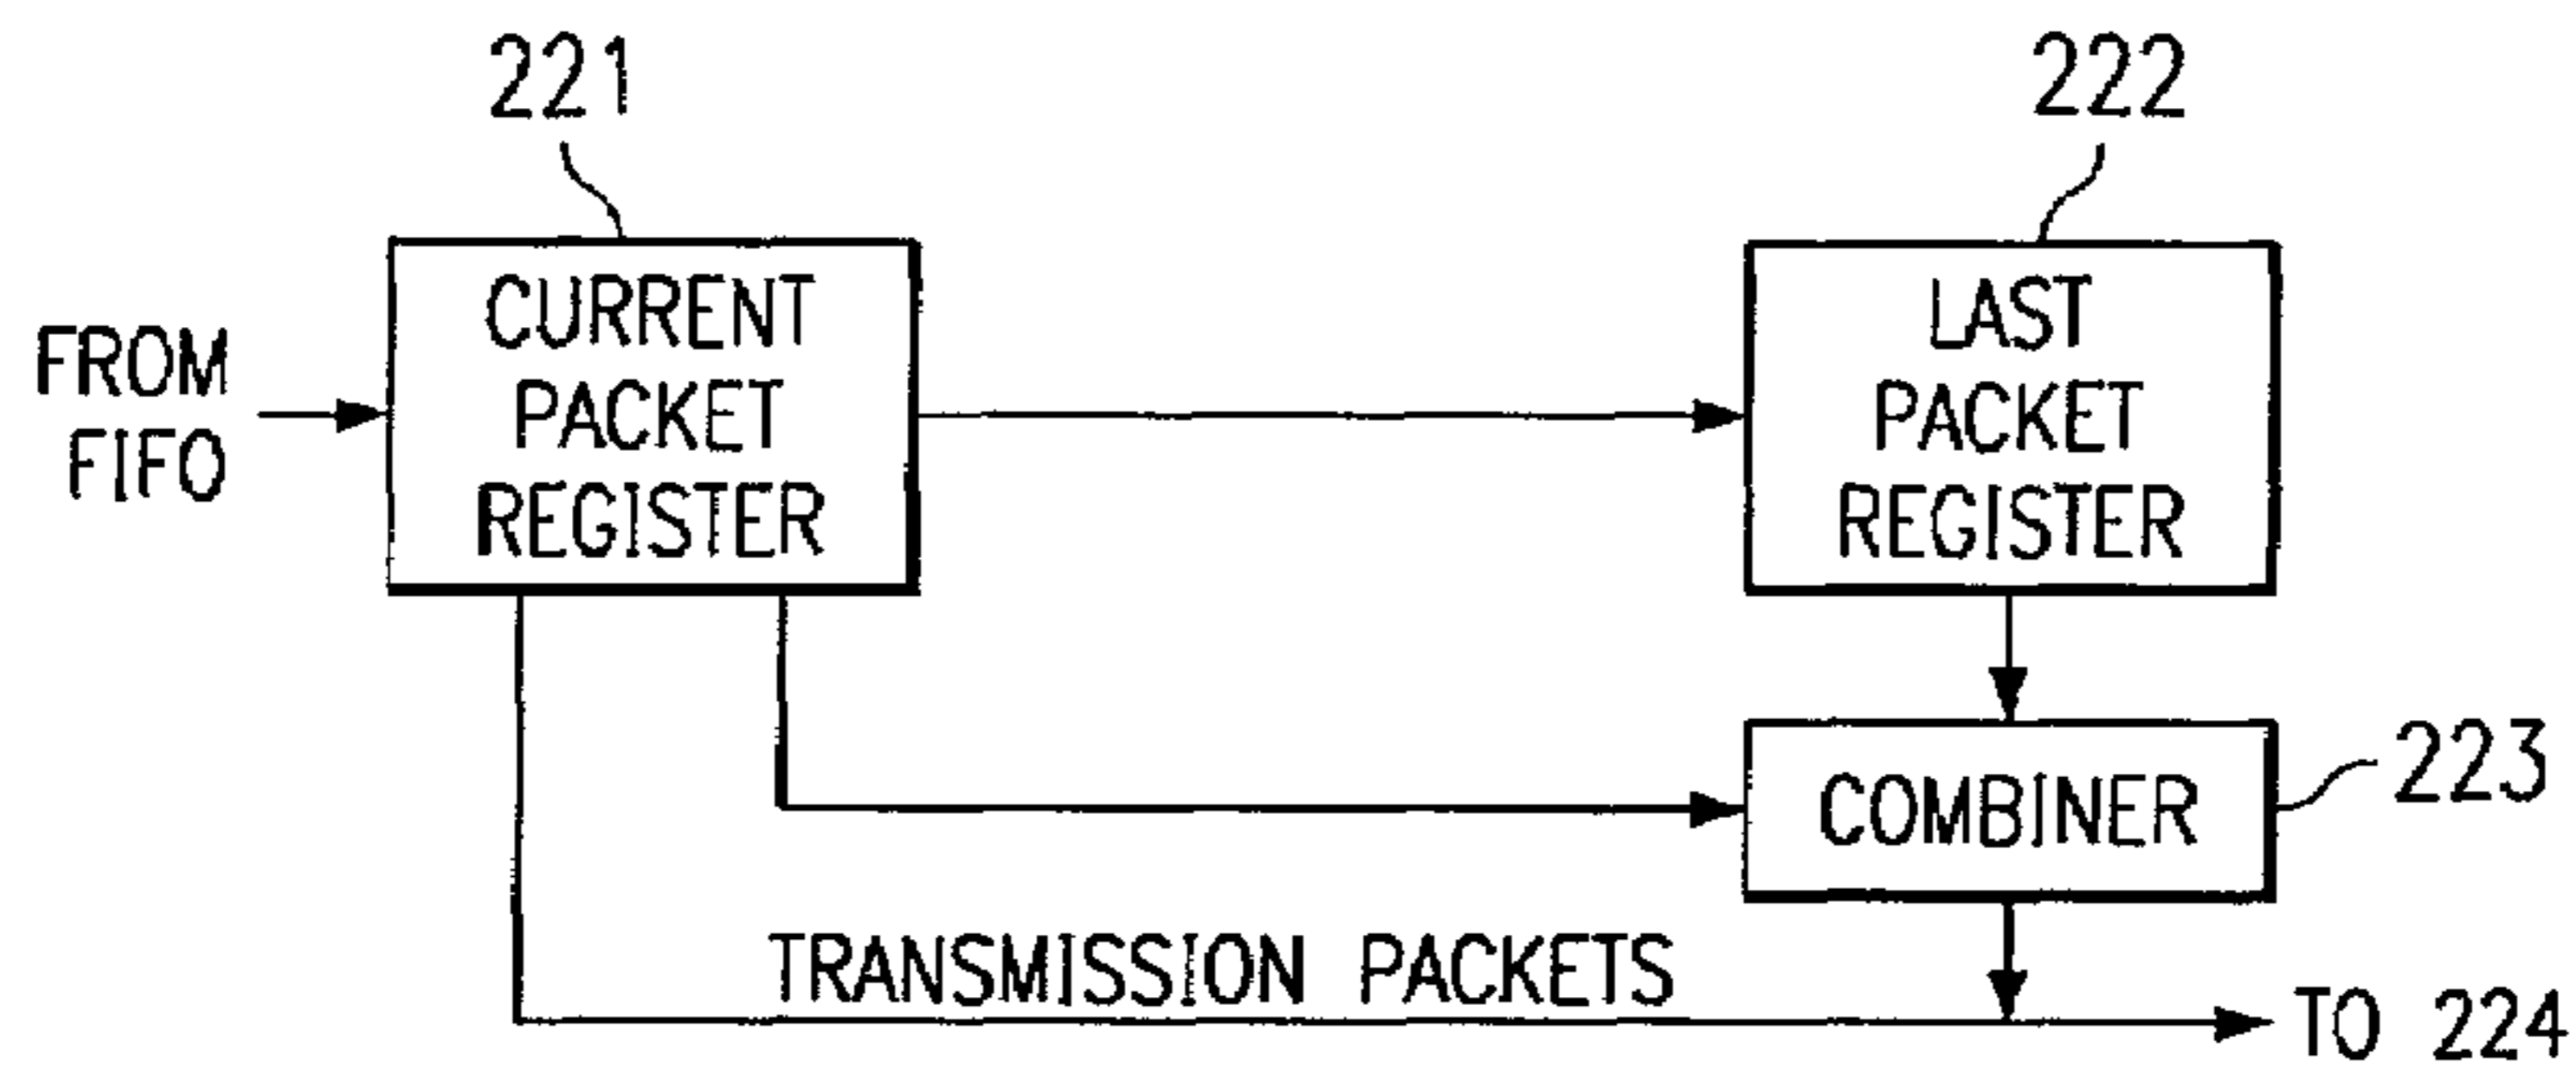 221
222
FROM
FIFO
CURRENT
PACKET
REGISTER
LAST
PACKET
REGISTER
COMBINER
223
TRANSMISSION PACKETS
TO 224